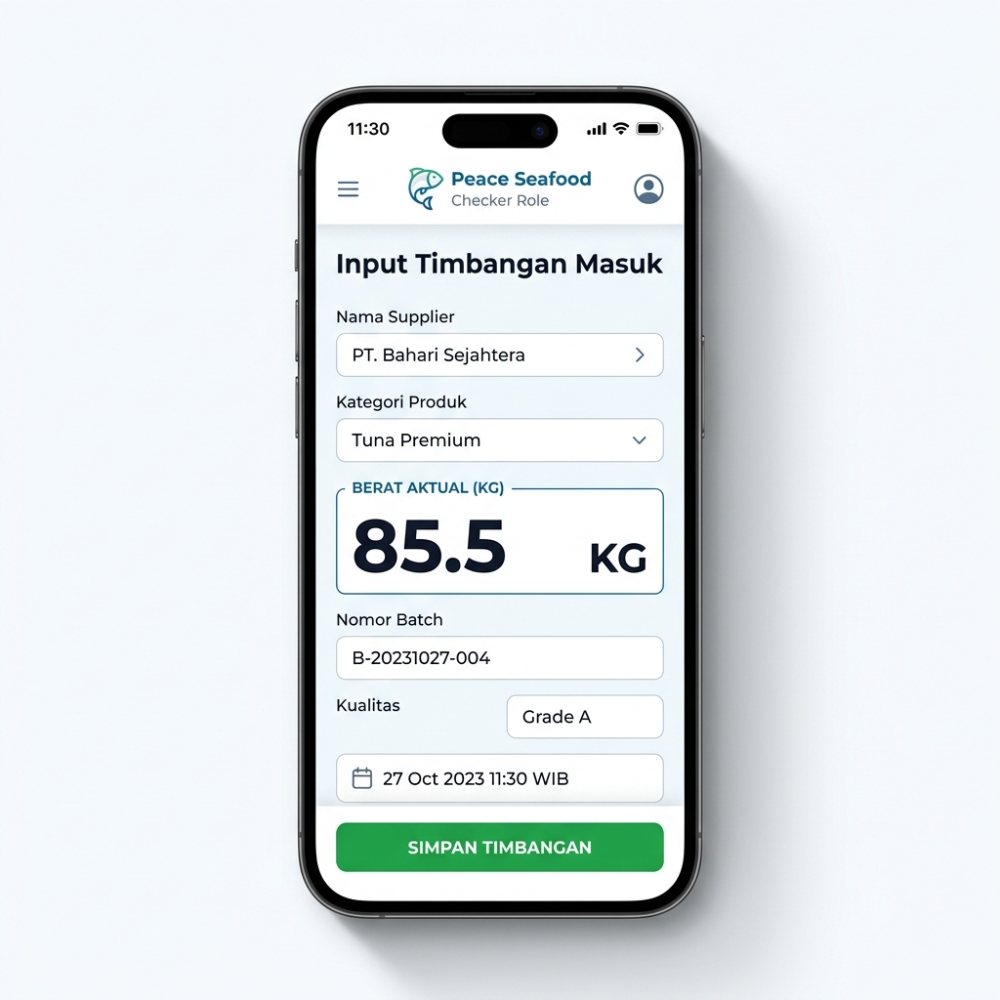 11:30
Peace Seafood
Checker Role
Input Timbangan Masuk
Nama Supplier
PT. Bahari Sejahtera
Kategori Produk
Tuna Premium
BERAT AKTUAL (KG)
85.5 KG
Nomor Batch
B-20231027-004
Kualitas
Grade A
27 Oct 2023 11:30 WIB
SIMPAN TIMBANGAN